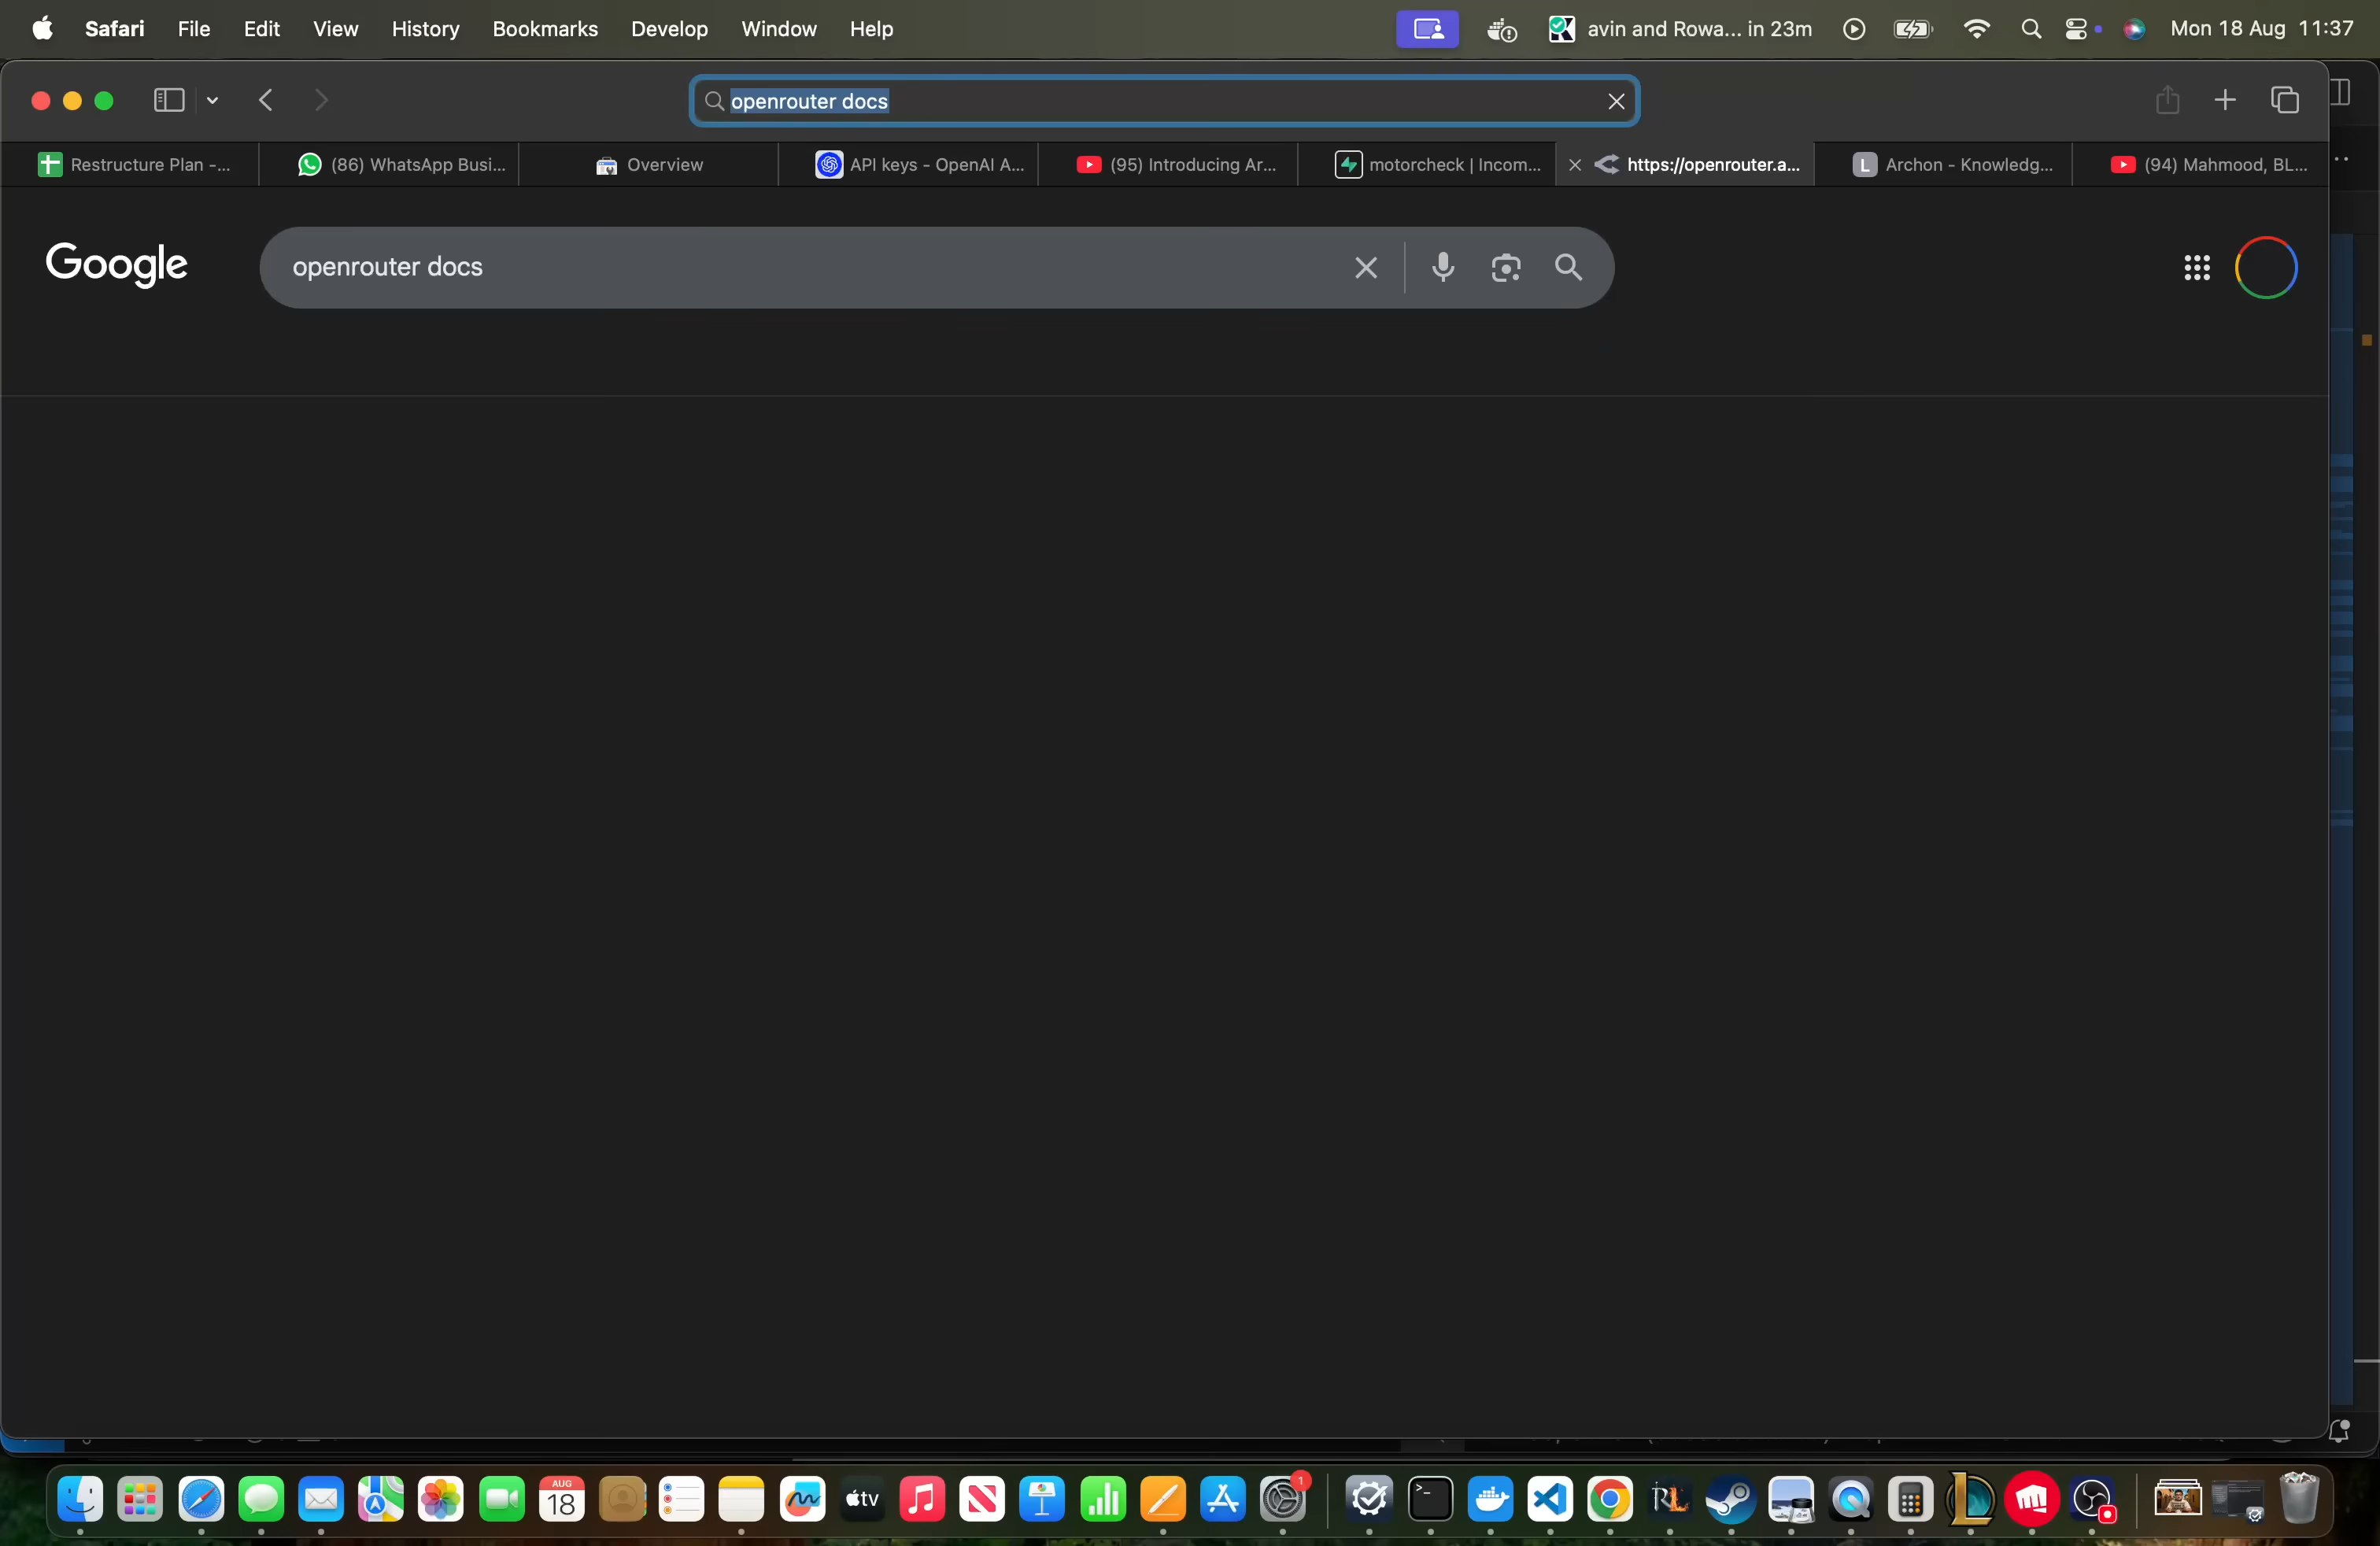 Safari File Edit View History Bookmarks Develop Window Help avin and Rowa... in 23m Mon 18 Aug 11:37
openrouter docs
Restructure Plan -... (86) WhatsApp Busi... Overview API keys - OpenAI A... (95) Introducing Ar... motorcheck | Incom... https://openrouter.a... L Archon - Knowledg... (94) Mahmood, BL...
Google openrouter docs
AUG
18
tv
1